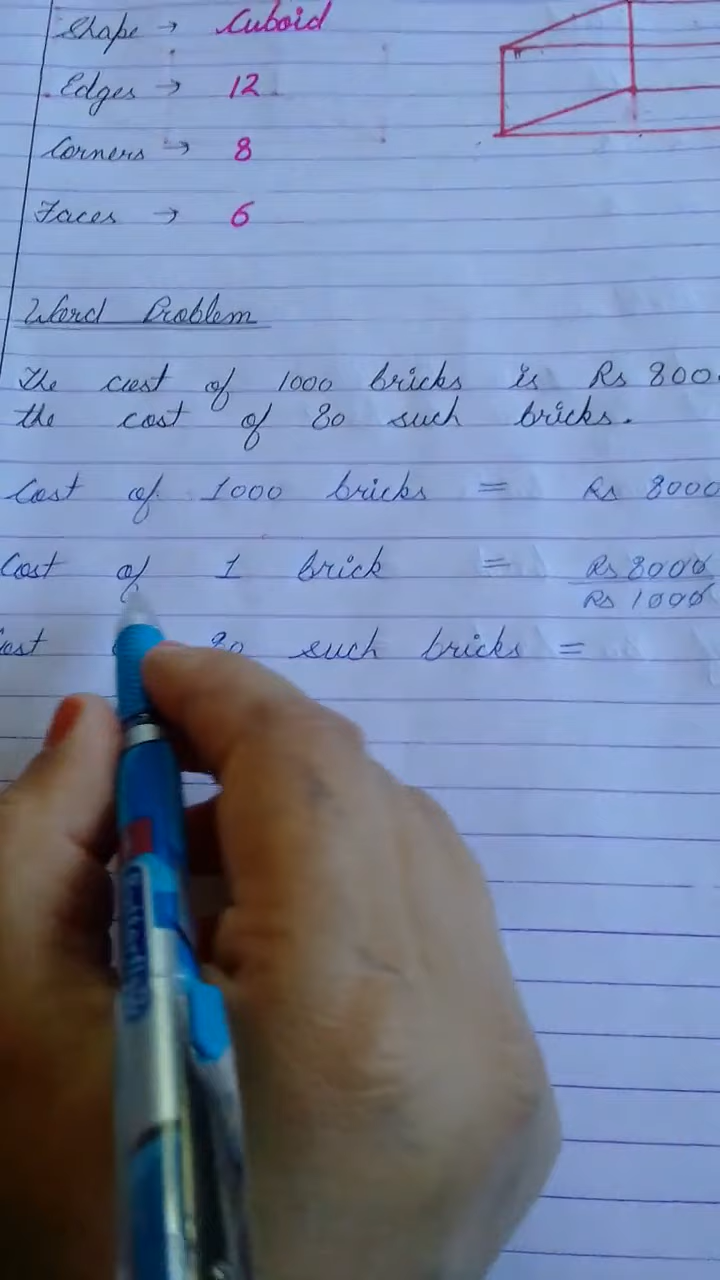 Shape → Cuboid
Edges → 12
Corners → 8
Faces → 6
Word Problem
The cost of 1000 bricks is Rs 800
the cost of 80 such bricks.
Cost of 1000 bricks = Rs 8000
Cost of 1 brick = Rs 8000
Rs 1000
80 such bricks =